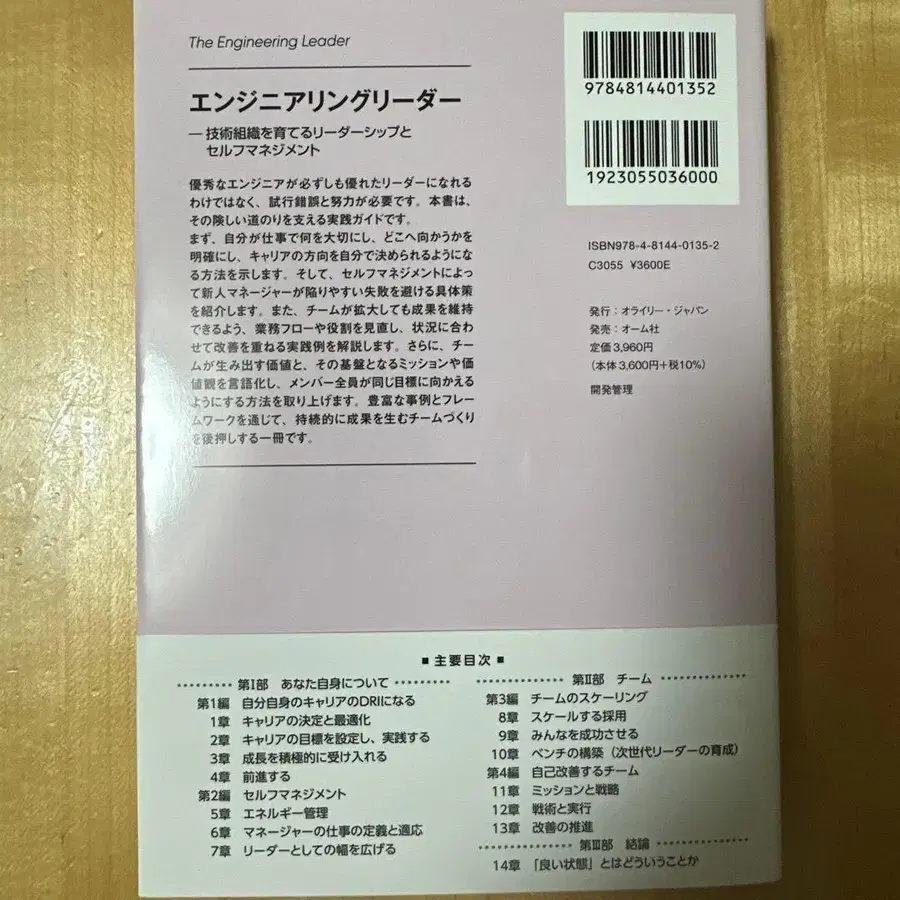 The Engineering Leader
エンジニアリングリーダー
― 技術組織を育てるリーダーシップと
セルフマネジメント
優秀なエンジニアが必ずしも優れたリーダーになれる
わけではなく、試行錯誤と努力が必要です。本書は、
その険しい道のりを支える実践ガイドです。
まず、自分が仕事で何を大切にし、どこへ向かうかを
明確にし、キャリアの方向を自分で決められるようにな
る方法を示します。そして、セルフマネジメントによっ
て新人マネージャーが陥りやすい失敗を避ける具体策
を紹介します。また、チームが拡大しても成果を維持
できるよう、業務フローや役割を見直し、状況に合わ
せて改善を重ねる実践例を解説します。さらに、チー
ムが生み出す価値と、その基盤となるミッションや価
値観を言語化し、メンバー全員が同じ目標に向かえる
ようにする方法を取り上げます。豊富な事例とフレー
ムワークを通じて、持続的に成果を生むチームづくり
を後押しする一冊です。
9784814401352
1923055036000
ISBN978-4-8144-0135-2
C3055 ¥3600E
発行：オライリー・ジャパン
発売：オーム社
定価3,960円
（本体3,600円＋税10%）
開発管理
■ 主要目次 ■
第Ⅰ部 あなた自身について
第1編 自分自身のキャリアのDRIになる
1章 キャリアの決定と最適化
2章 キャリアの目標を設定し、実践する
3章 成長を積極的に受け入れる
4章 前進する
第2編 セルフマネジメント
5章 エネルギー管理
6章 マネージャーの仕事の定義と適応
7章 リーダーとしての幅を広げる
第Ⅱ部 チーム
第3編 チームのスケーリング
8章 スケールする採用
9章 みんなを成功させる
10章 ベンチの構築（次世代リーダーの育成）
第4編 自己改善するチーム
11章 ミッションと戦略
12章 戦術と実行
13章 改善の推進
第Ⅲ部 結論
14章 「良い状態」とはどういうことか